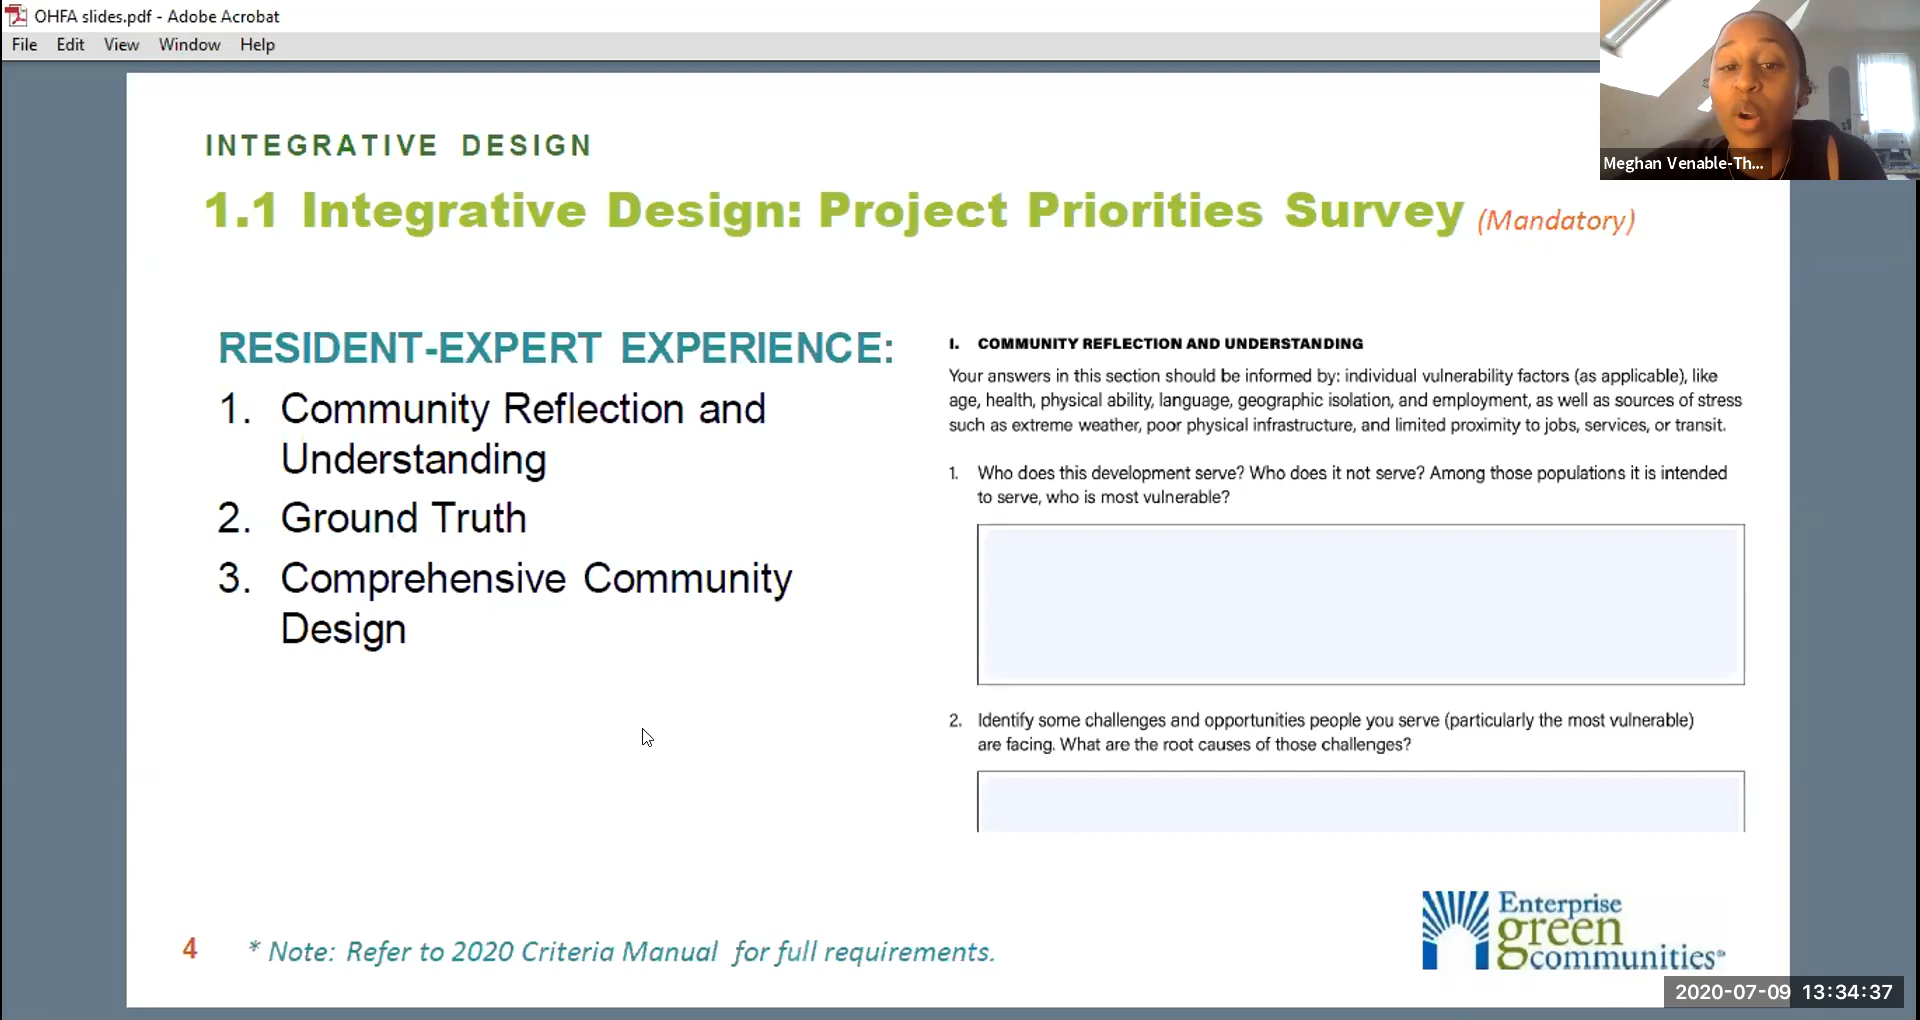 OHFA slides.pdf - Adobe Acrobat
File Edit View Window Help
Meghan Venable-Th...
INTEGRATIVE DESIGN
1.1 Integrative Design: Project Priorities Survey (Mandatory)
RESIDENT-EXPERT EXPERIENCE:
1. Community Reflection and
Understanding
2. Ground Truth
3. Comprehensive Community
Design
I. COMMUNITY REFLECTION AND UNDERSTANDING
Your answers in this section should be informed by: individual vulnerability factors (as applicable), like
age, health, physical ability, language, geographic isolation, and employment, as well as sources of stress
such as extreme weather, poor physical infrastructure, and limited proximity to jobs, services, or transit.
1. Who does this development serve? Who does it not serve? Among those populations it is intended
to serve, who is most vulnerable?
2. Identify some challenges and opportunities people you serve (particularly the most vulnerable)
are facing. What are the root causes of those challenges?
4 * Note: Refer to 2020 Criteria Manual for full requirements.
Enterprise
green
communities
2020-07-09 13:34:37